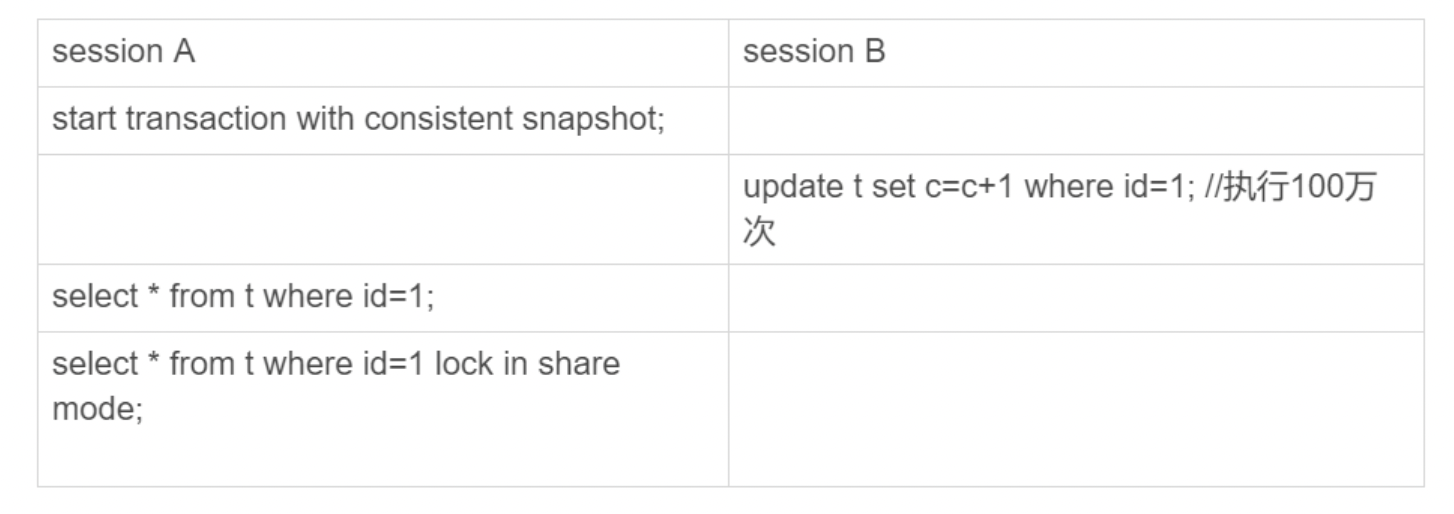 session A
session B
start transaction with consistent snapshot;
update t set c=c+1 where id=1; //执行100万
次
select * from t where id=1;
select * from t where id=1 lock in share
mode;